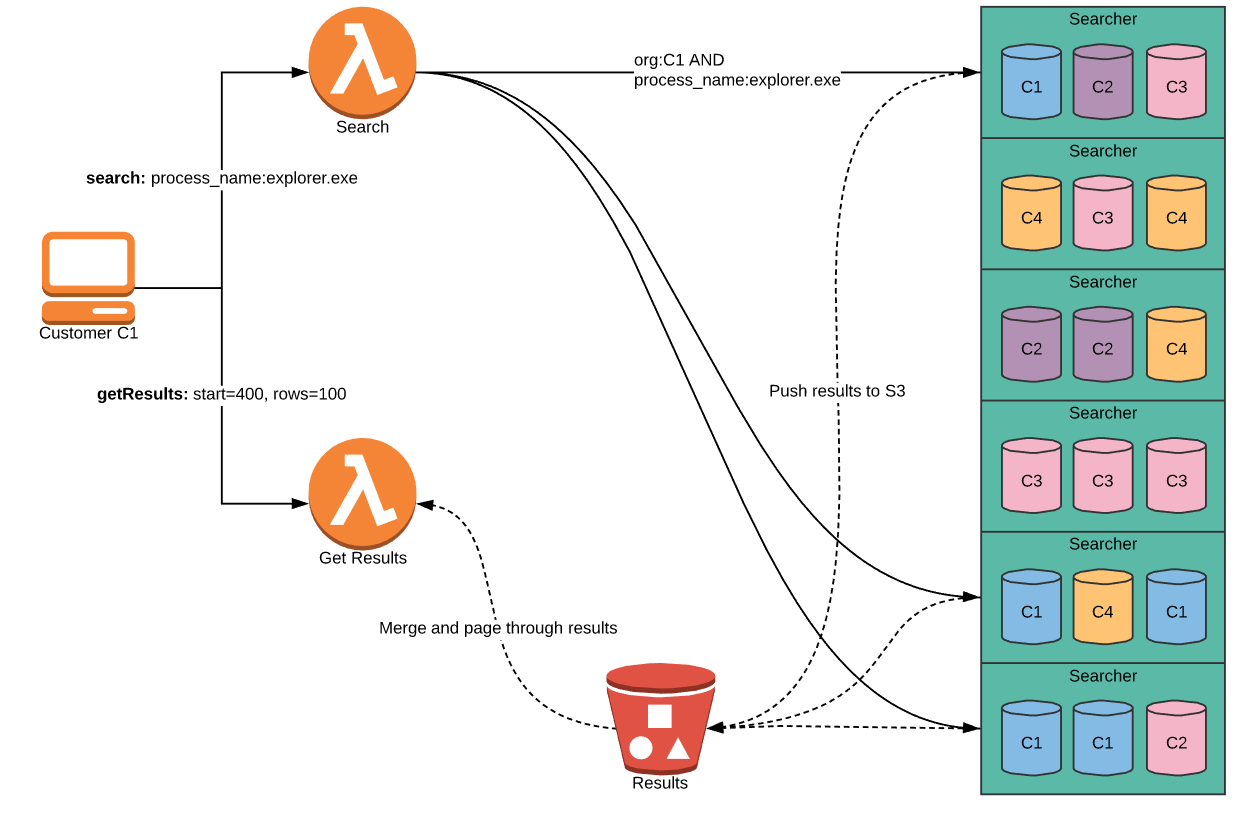 Searcher
C1 C2 C3
org:C1 AND
process_name:explorer.exe
Search
Searcher
C4 C3 C4
search: process_name:explorer.exe
Searcher
C2 C2 C4
Customer C1
getResults: start=400, rows=100
Push results to S3
Searcher
C3 C3 C3
Get Results
Searcher
C1 C4 C1
Merge and page through results
Searcher
C1 C1 C2
Results